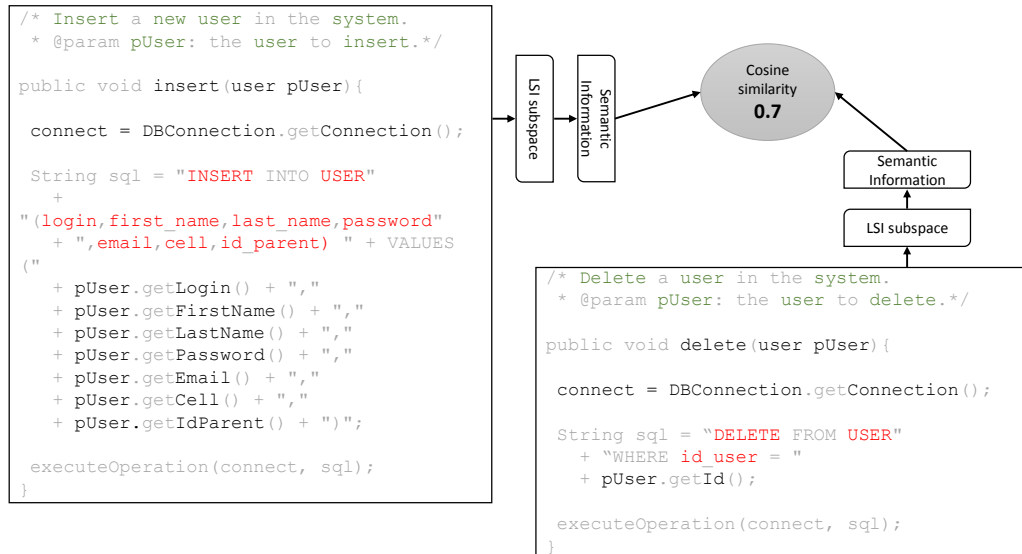 /* Insert a new user in the system.
 * @param pUser: the user to insert.*/
public void insert(user pUser){
 connect = DBConnection.getConnection();
 String sql = "INSERT INTO USER"
   +
"(login,first_name,last_name,password"
   + ",email,cell,id_parent) " + VALUES
("
   + pUser.getLogin() + ","
   + pUser.getFirstName() + ","
   + pUser.getLastName() + ","
   + pUser.getPassword() + ","
   + pUser.getEmail() + ","
   + pUser.getCell() + ","
   + pUser.getIdParent() + ")";
 executeOperation(connect, sql);
}
LSI subspace
Semantic
Information
Cosine
similarity
0.7
Semantic
Information
LSI subspace
/* Delete a user in the system.
 * @param pUser: the user to delete.*/
public void delete(user pUser){
 connect = DBConnection.getConnection();
 String sql = “DELETE FROM USER"
   + “WHERE id_user = "
   + pUser.getId();
 executeOperation(connect, sql);
}